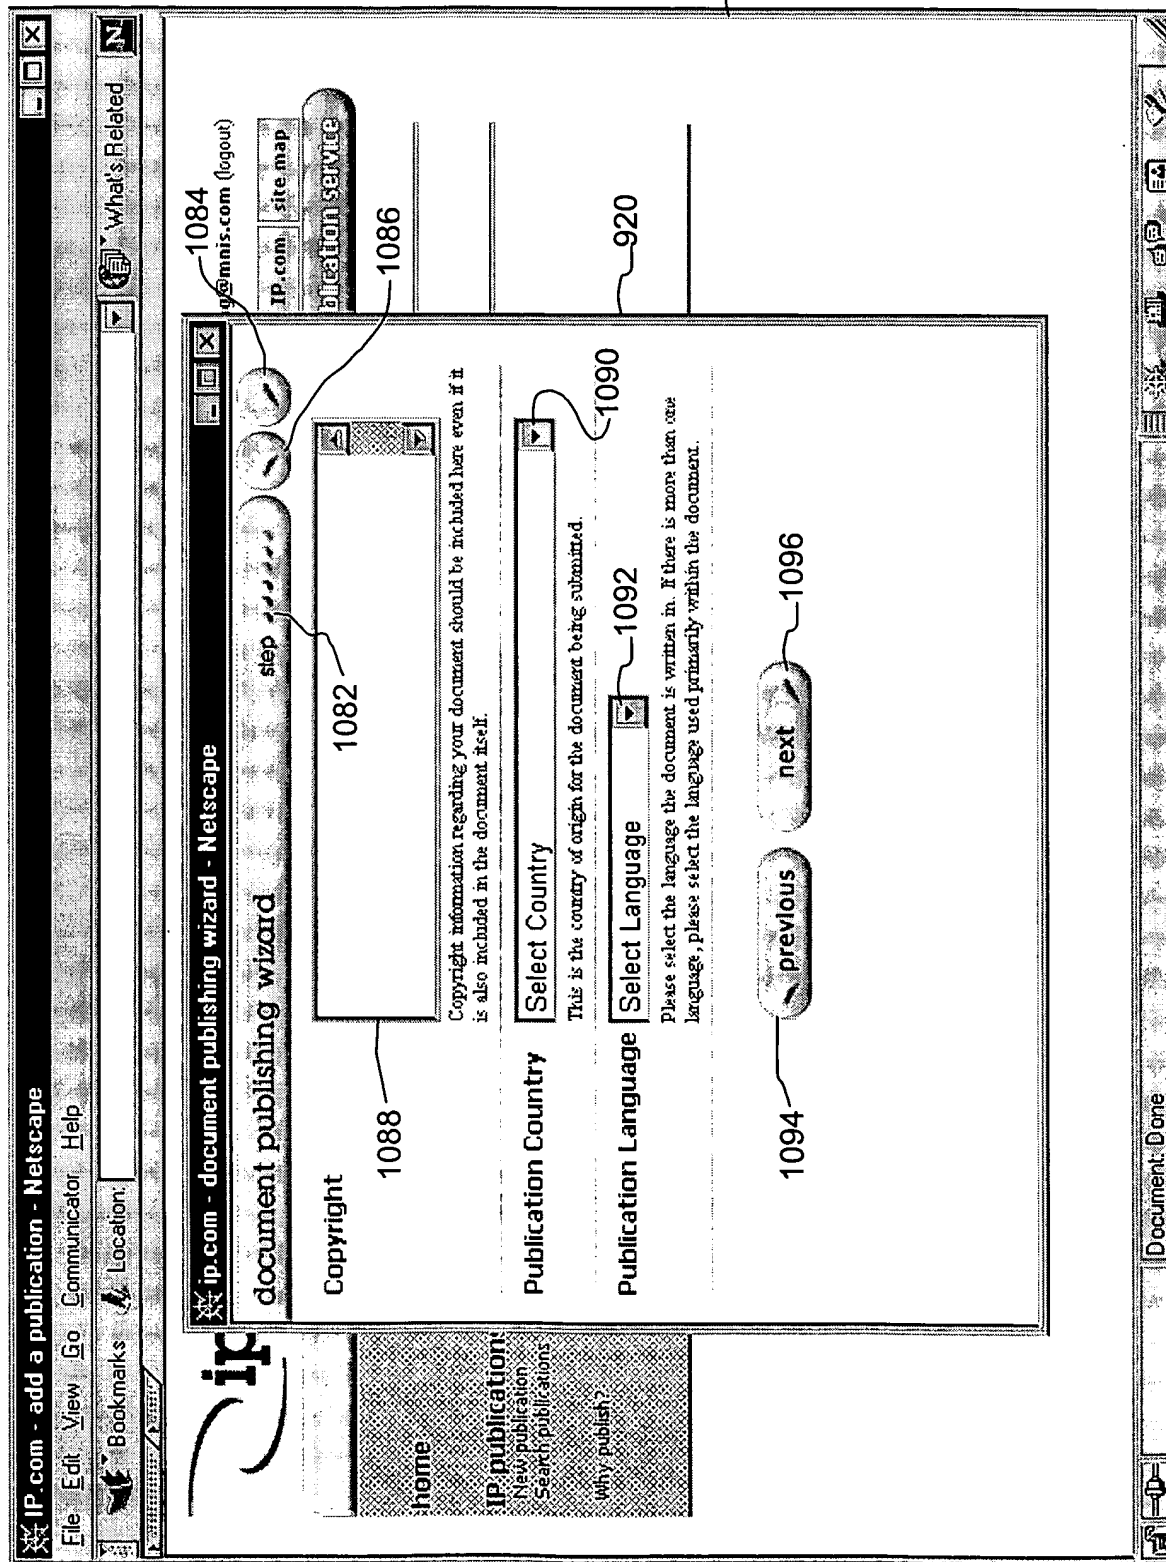 IP.com - add a publication - Netscape
File Edit View Go Communicator Help
Bookmarks Location: What's Related N
g@mnis.com (logout)
1084
IP.com site map
blication service
1086
ip
ip.com - document publishing wizard - Netscape
document publishing wizard step
1082
Copyright
1088
Copyright information regarding your document should be included here even if it
is also included in the document itself.
Publication Country Select Country
1090
This is the country of origin for the document being submitted.
Publication Language Select Language
1092
Please select the language the document is written in. If there is more than one
language, please select the language used primarily within the document.
920
previous next
1094
1096
home
IP publications
New publication
Search publications
Why publish?
Document: Done